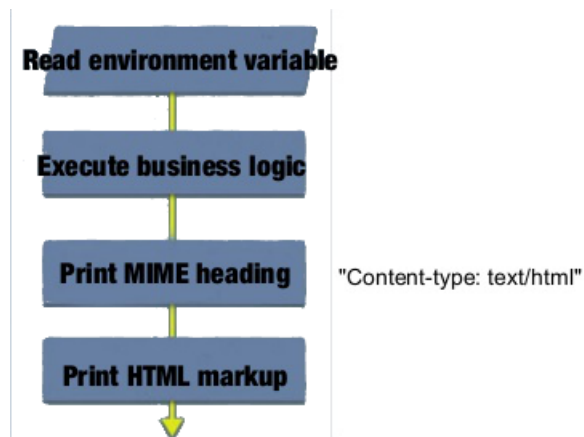 Read environment variable
Execute business logic
Print MIME heading
"Content-type: text/html"
Print HTML markup